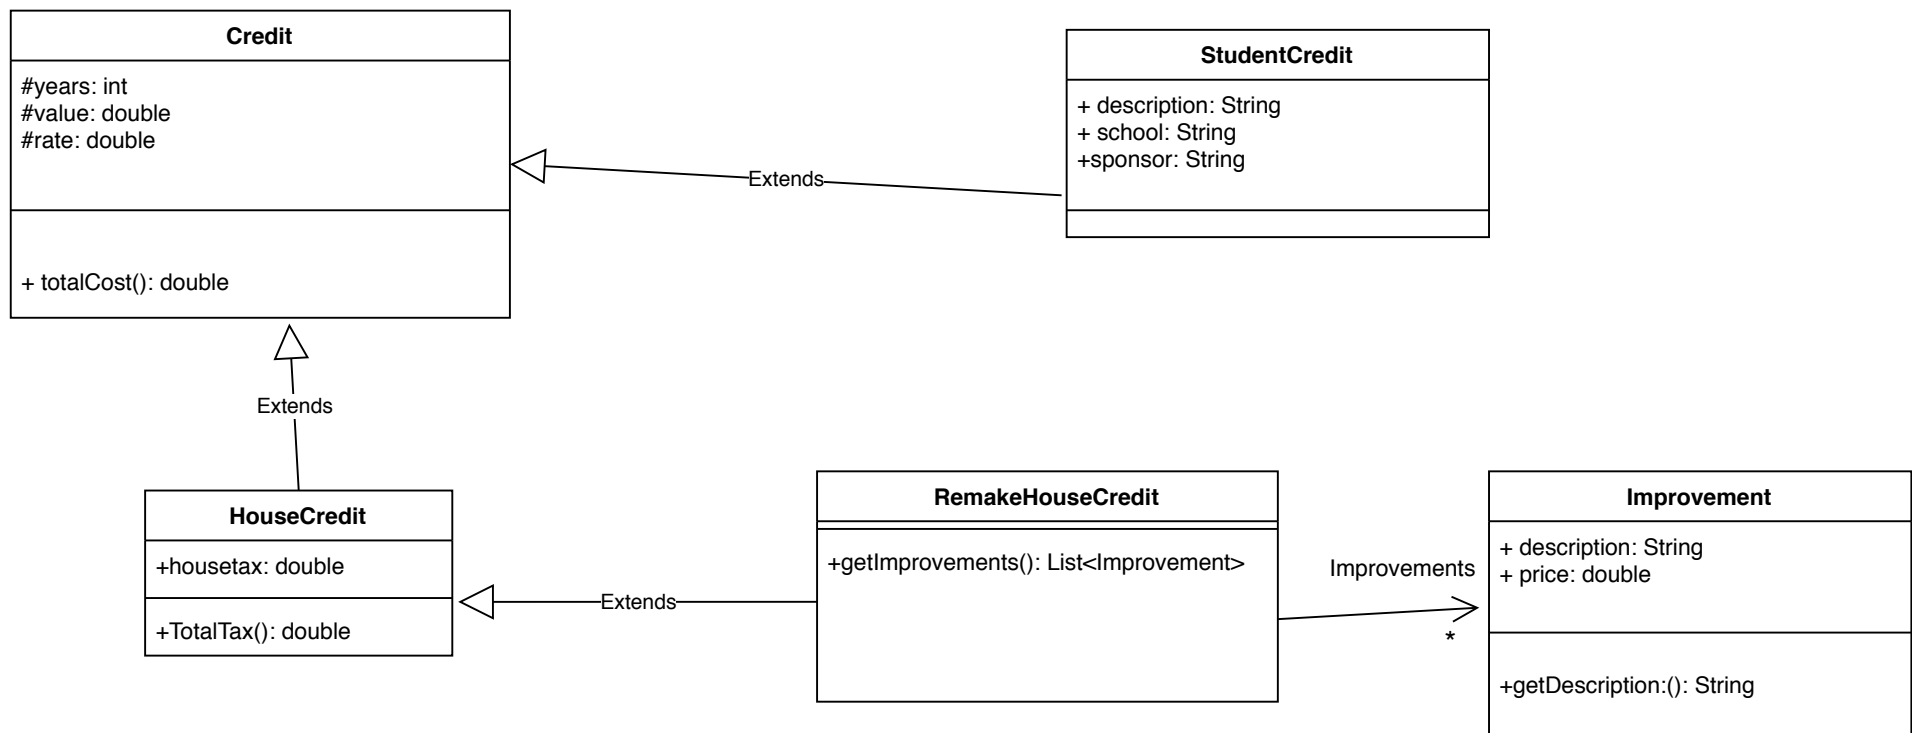 Credit
#years: int
#value: double
#rate: double
+ totalCost(): double
StudentCredit
+ description: String
+ school: String
+sponsor: String
Extends
Extends
HouseCredit
+housetax: double
+TotalTax(): double
Extends
RemakeHouseCredit
+getImprovements(): List<Improvement>
Improvements
*
Improvement
+ description: String
+ price: double
+getDescription:(): String